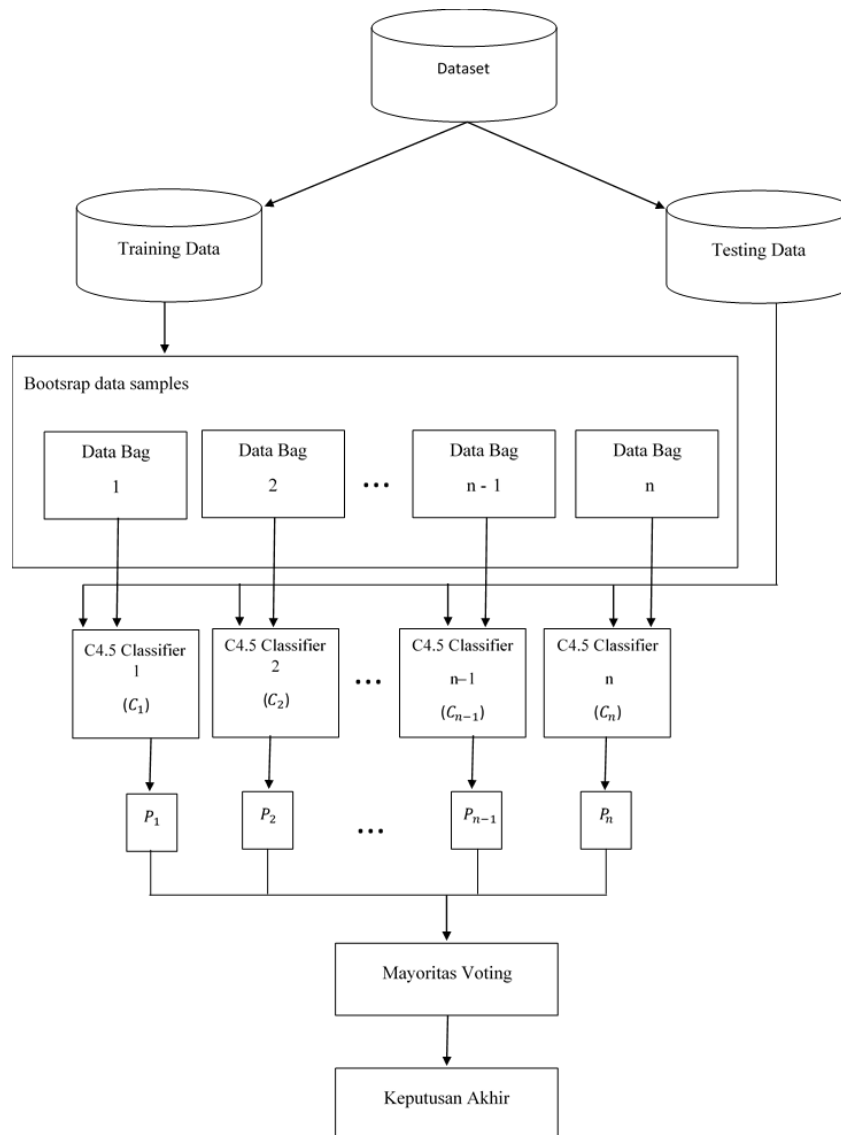 Dataset
Training Data
Testing Data
Bootsrap data samples
Data Bag
1
Data Bag
2
...
Data Bag
n - 1
Data Bag
n
C4.5 Classifier
1
(C₁)
C4.5 Classifier
2
(C₂)
...
C4.5 Classifier
n–1
(Cₙ₋₁)
C4.5 Classifier
n
(Cₙ)
P₁
P₂
...
Pₙ₋₁
Pₙ
Mayoritas Voting
Keputusan Akhir